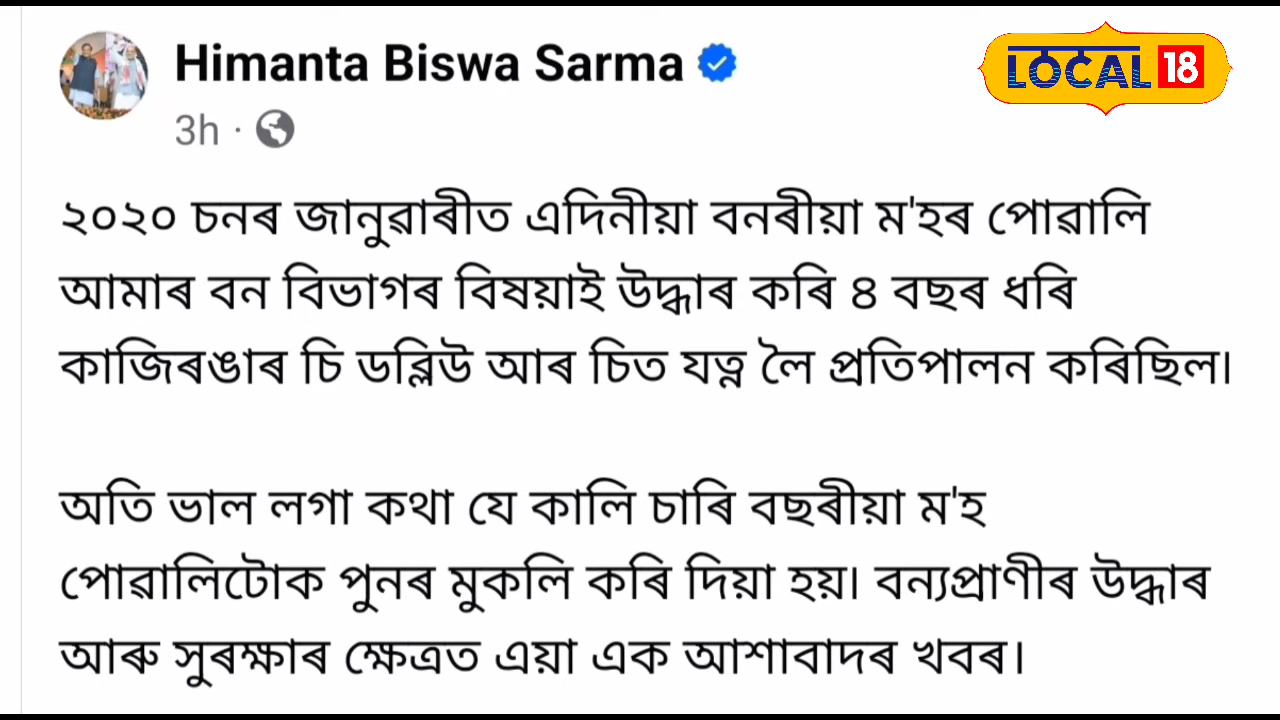 Himanta Biswa Sarma
LOCAL 18
3h ·
২০২০ চনৰ জানুৱাৰীত এদিনীয়া বনৰীয়া ম'হৰ পোৱালি
আমাৰ বন বিভাগৰ বিষয়াই উদ্ধাৰ কৰি ৪ বছৰ ধৰি
কাজিৰঙাৰ চি ডব্লিউ আৰ চিত যত্ন লৈ প্ৰতিপালন কৰিছিল।
অতি ভাল লগা কথা যে কালি চাৰি বছৰীয়া ম'হ
পোৱালিটোক পুনৰ মুকলি কৰি দিয়া হয়। বন্যপ্ৰাণীৰ উদ্ধাৰ
আৰু সুৰক্ষাৰ ক্ষেত্ৰত এয়া এক আশাবাদৰ খবৰ।